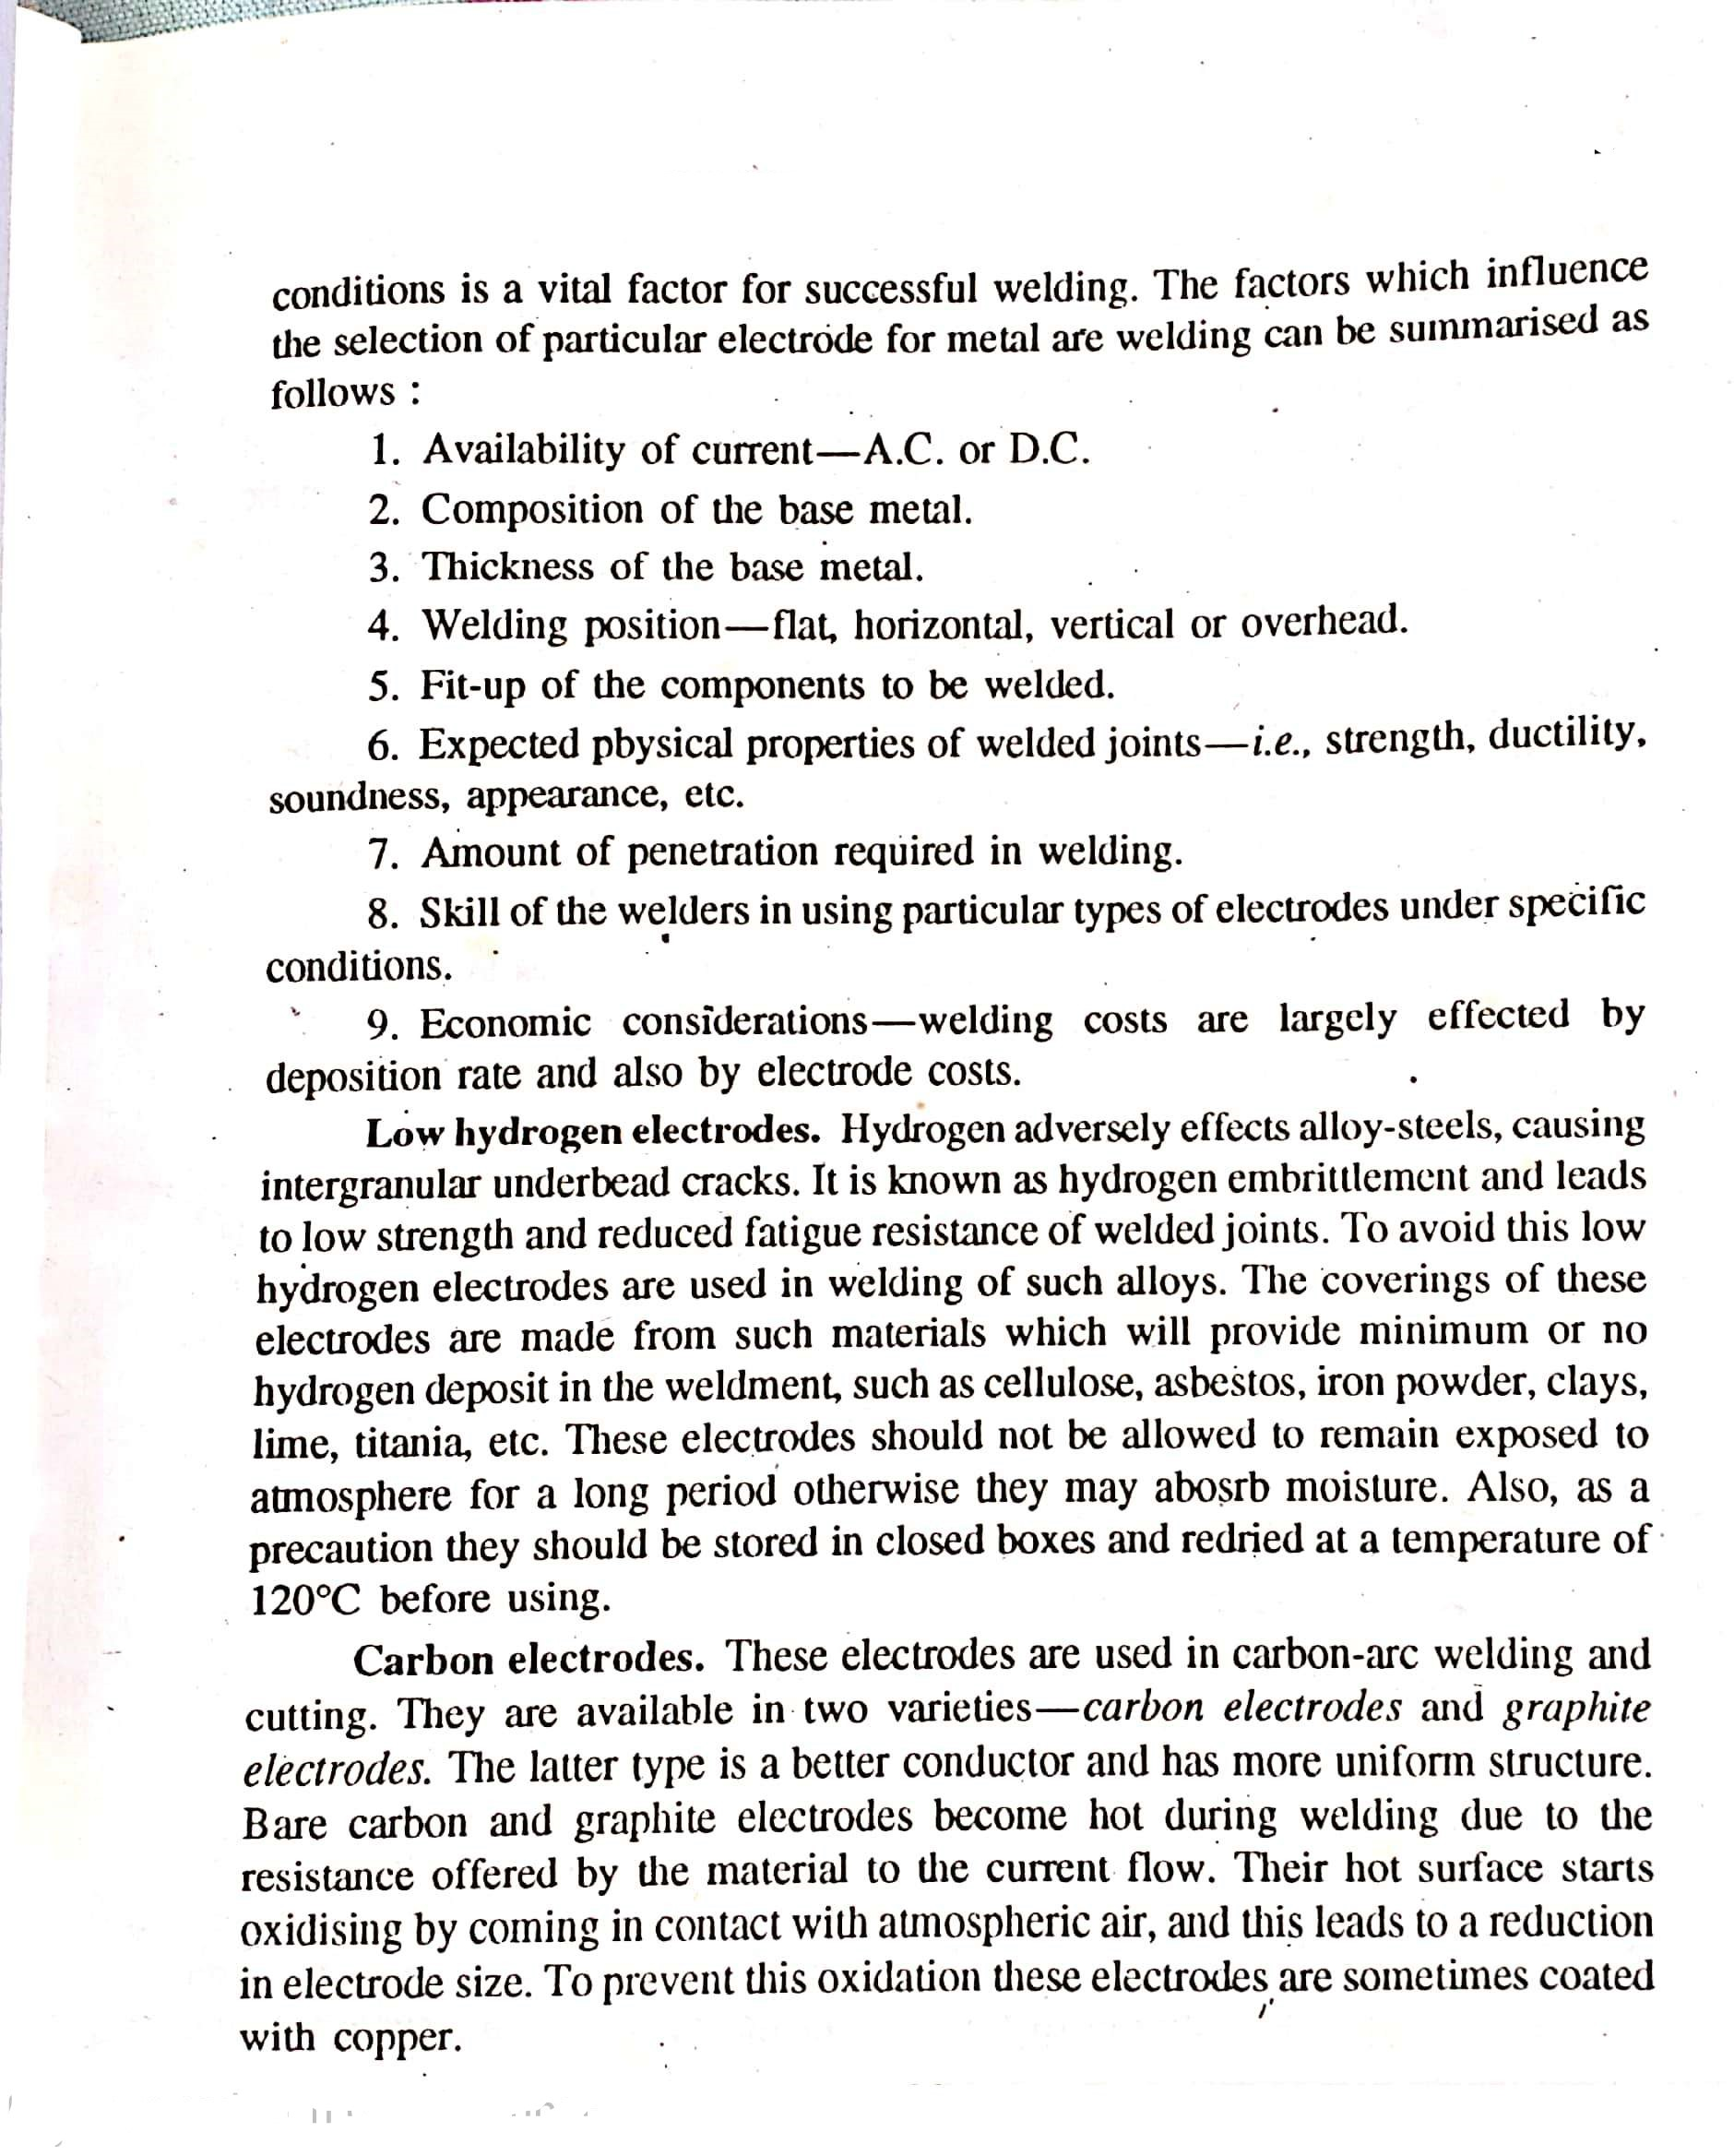 conditions is a vital factor for successful welding. The factors which influence
the selection of particular electrode for metal are welding can be summarised as
follows :
1. Availability of current—A.C. or D.C.
2. Composition of the base metal.
3. Thickness of the base metal.
4. Welding position—flat, horizontal, vertical or overhead.
5. Fit-up of the components to be welded.
6. Expected pbysical properties of welded joints—i.e., strength, ductility,
soundness, appearance, etc.
7. Amount of penetration required in welding.
8. Skill of the welders in using particular types of electrodes under specific
conditions.
9. Economic considerations—welding costs are largely effected by
deposition rate and also by electrode costs.
Low hydrogen electrodes. Hydrogen adversely effects alloy-steels, causing
intergranular underbead cracks. It is known as hydrogen embrittlement and leads
to low strength and reduced fatigue resistance of welded joints. To avoid this low
hydrogen electrodes are used in welding of such alloys. The coverings of these
electrodes are made from such materials which will provide minimum or no
hydrogen deposit in the weldment, such as cellulose, asbestos, iron powder, clays,
lime, titania, etc. These electrodes should not be allowed to remain exposed to
atmosphere for a long period otherwise they may abosrb moisture. Also, as a
precaution they should be stored in closed boxes and redried at a temperature of
120°C before using.
Carbon electrodes. These electrodes are used in carbon-arc welding and
cutting. They are available in two varieties—carbon electrodes and graphite
electrodes. The latter type is a better conductor and has more uniform structure.
Bare carbon and graphite electrodes become hot during welding due to the
resistance offered by the material to the current flow. Their hot surface starts
oxidising by coming in contact with atmospheric air, and this leads to a reduction
in electrode size. To prevent this oxidation these electrodes are sometimes coated
with copper.